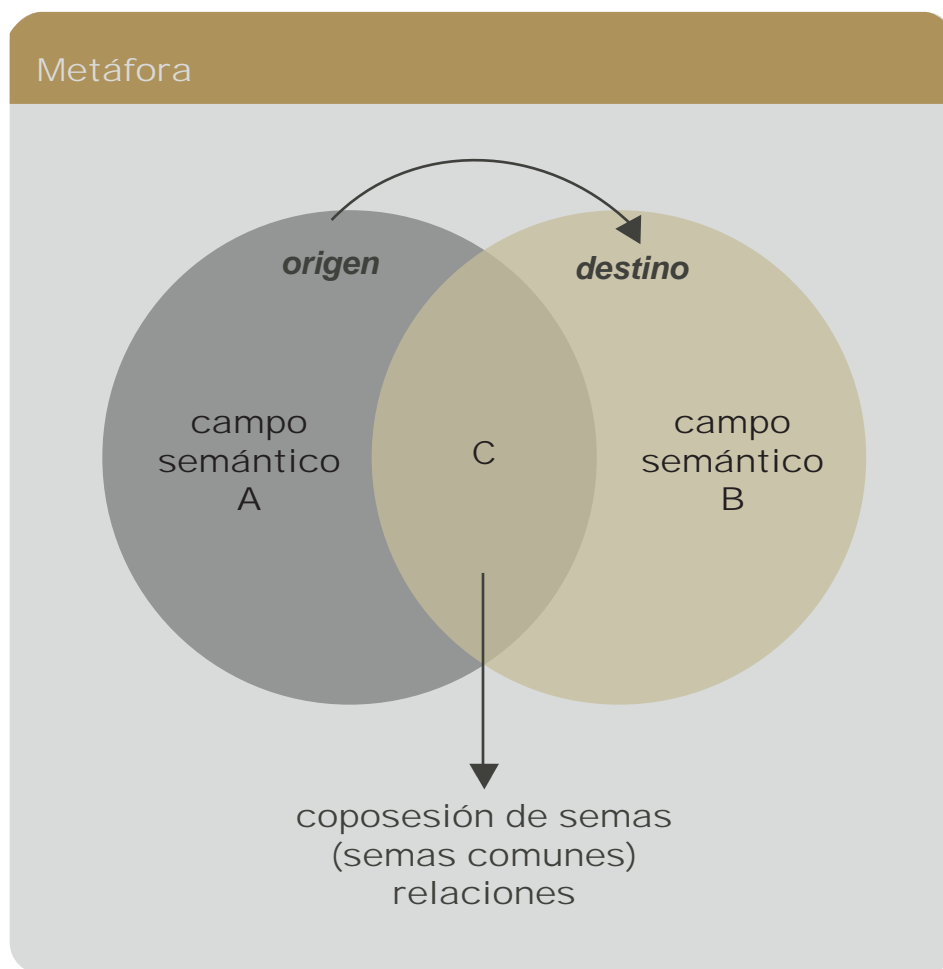 Metáfora
origen
destino
campo
semántico
A
C
campo
semántico
B
coposesión de semas
(semas comunes)
relaciones